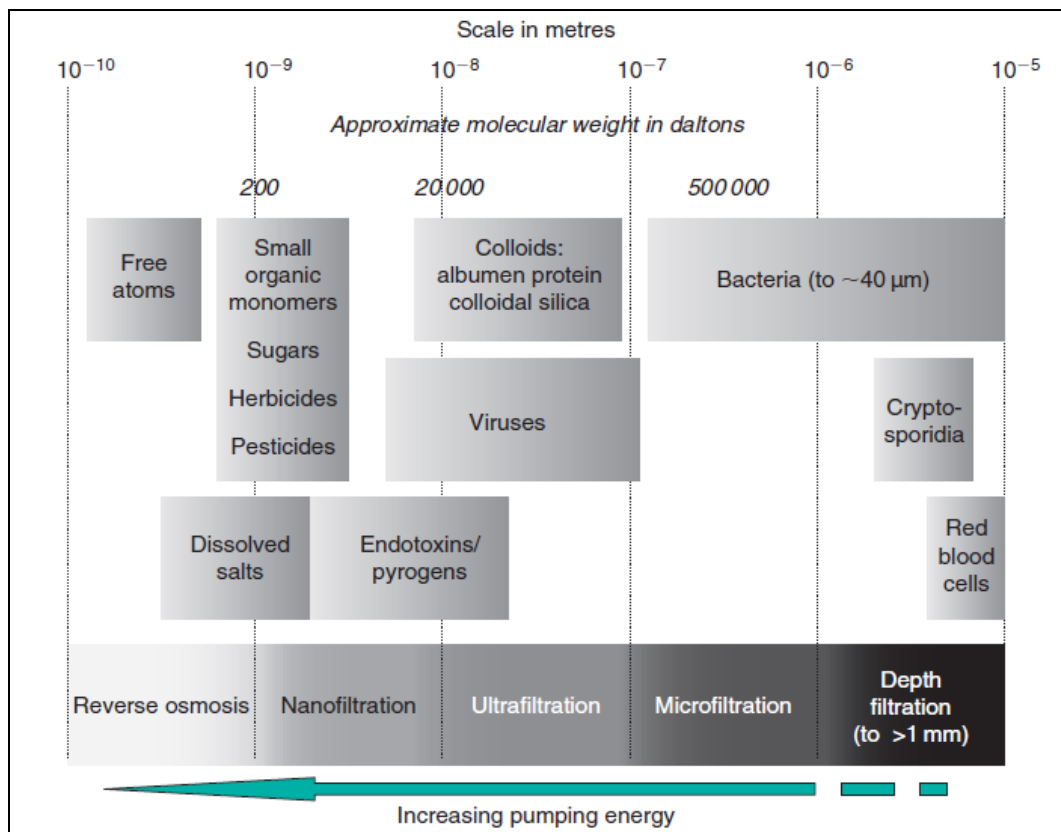 Scale in metres
10⁻¹⁰ 10⁻⁹ 10⁻⁸ 10⁻⁷ 10⁻⁶ 10⁻⁵
Approximate molecular weight in daltons
200 20 000 500 000
Free
atoms
Small
organic
monomers
Sugars
Herbicides
Pesticides
Colloids:
albumen protein
colloidal silica
Bacteria (to ~40 μm)
Viruses
Crypto-
sporidia
Dissolved
salts
Endotoxins/
pyrogens
Red
blood
cells
Reverse osmosis
Nanofiltration
Ultrafiltration
Microfiltration
Depth
filtration
(to >1 mm)
Increasing pumping energy